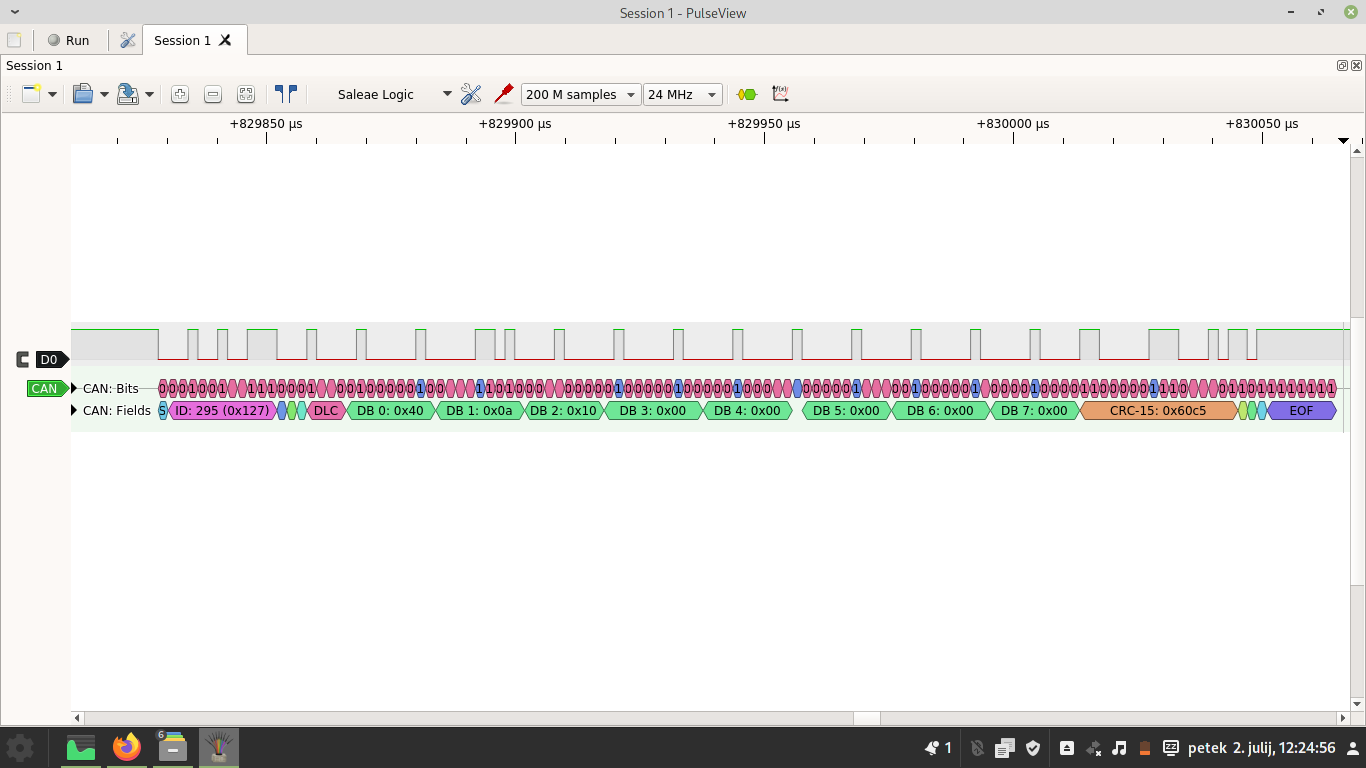 Session 1 - PulseView
Run
Session 1
Session 1
Saleae Logic
200 M samples
24 MHz
+829850 µs +829900 µs +829950 µs +830000 µs +830050 µs
D0
CAN CAN: Bits
CAN: Fields S ID: 295 (0x127) DLC DB 0: 0x40 DB 1: 0x0a DB 2: 0x10 DB 3: 0x00 DB 4: 0x00 DB 5: 0x00 DB 6: 0x00 DB 7: 0x00 CRC-15: 0x60c5 EOF
6
1
petek 2. julij, 12:24:56